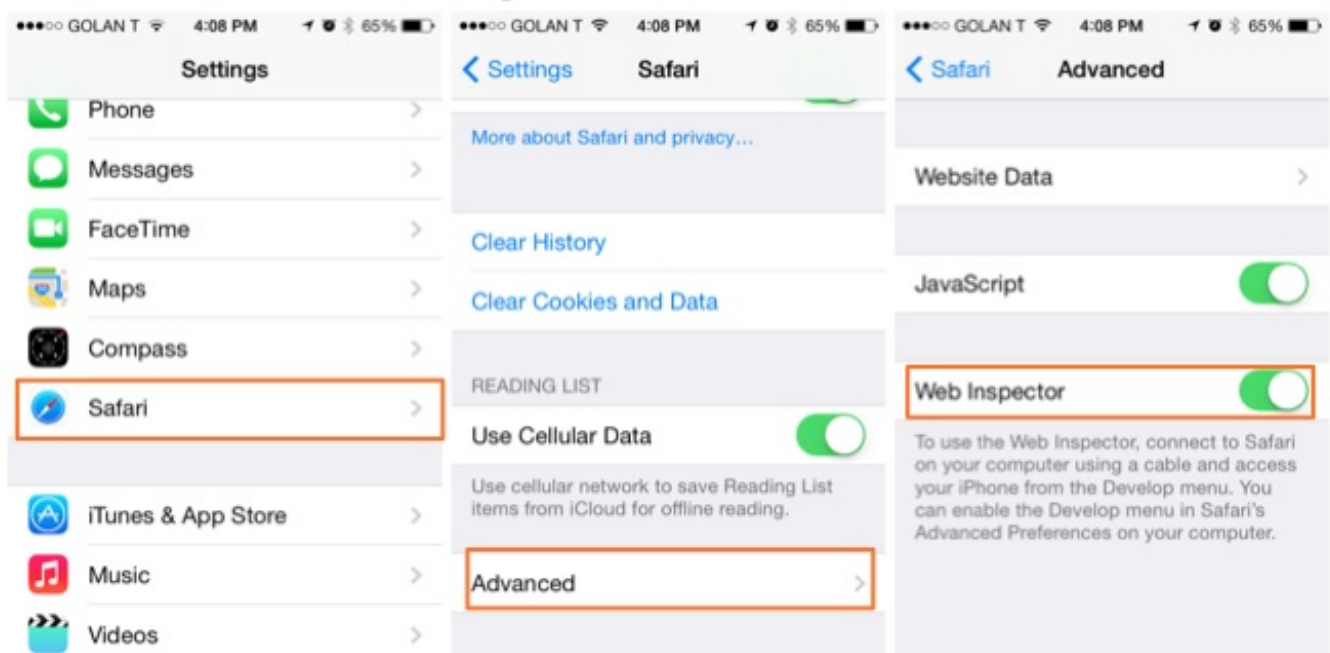 GOLAN T 4:08 PM 65%
Settings
Phone
Messages
FaceTime
Maps
Compass
Safari
iTunes & App Store
Music
Videos
GOLAN T 4:08 PM 65%
Settings Safari
More about Safari and privacy...
Clear History
Clear Cookies and Data
READING LIST
Use Cellular Data
Use cellular network to save Reading List
items from iCloud for offline reading.
Advanced
GOLAN T 4:08 PM 65%
Safari Advanced
Website Data
JavaScript
Web Inspector
To use the Web Inspector, connect to Safari
on your computer using a cable and access
your iPhone from the Develop menu. You
can enable the Develop menu in Safari's
Advanced Preferences on your computer.